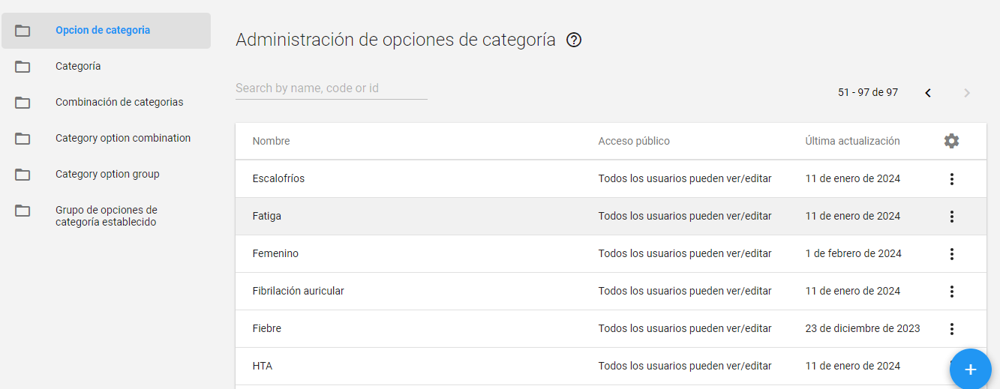 Opcion de categoria
Categoría
Combinación de categorias
Category option combination
Category option group
Grupo de opciones de
categoría establecido
Administración de opciones de categoría
Search by name, code or id
51 - 97 de 97
Nombre Acceso público Última actualización
Escalofríos Todos los usuarios pueden ver/editar 11 de enero de 2024
Fatiga Todos los usuarios pueden ver/editar 11 de enero de 2024
Femenino Todos los usuarios pueden ver/editar 1 de febrero de 2024
Fibrilación auricular Todos los usuarios pueden ver/editar 11 de enero de 2024
Fiebre Todos los usuarios pueden ver/editar 23 de diciembre de 2023
HTA Todos los usuarios pueden ver/editar 11 de enero de 2024